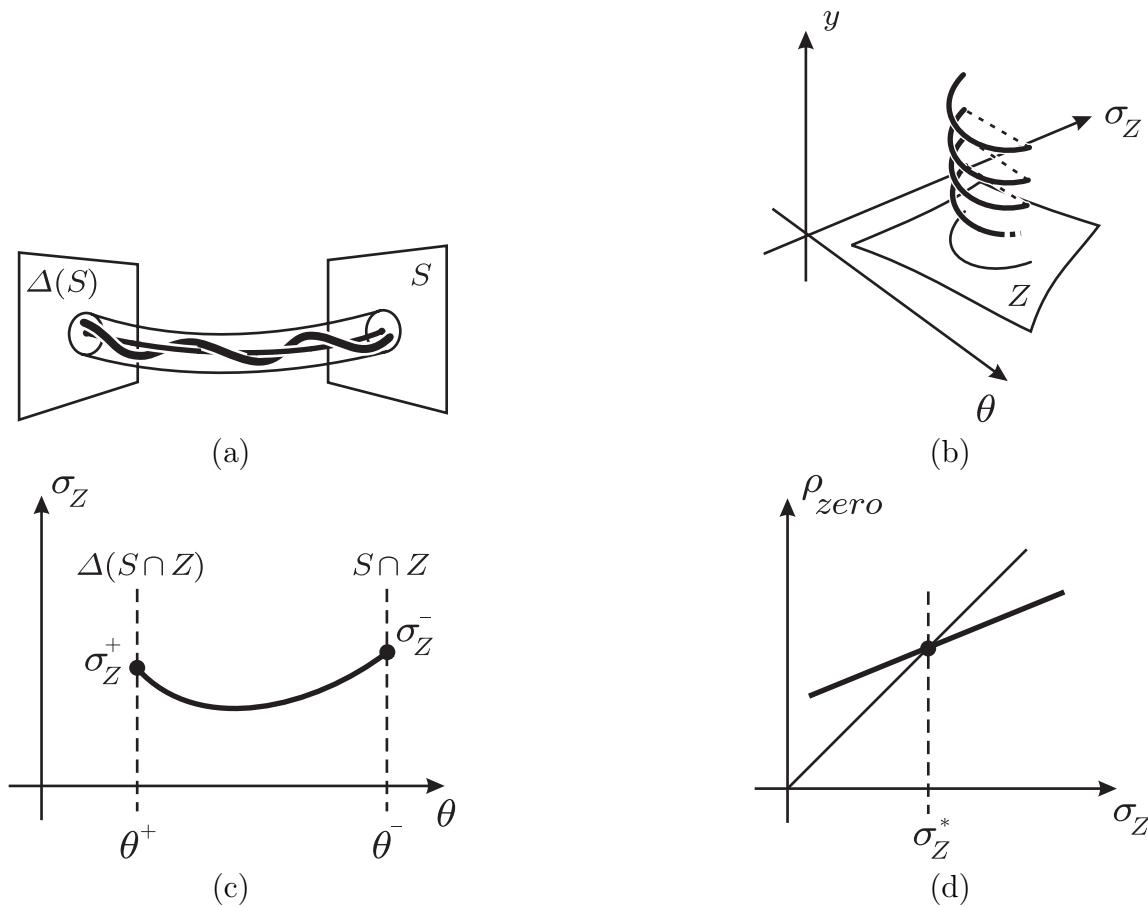 Δ(S)
S
(a)
y
σ_Z
Z
θ
(b)
σ_Z
Δ(S ∩ Z)
S ∩ Z
σ_Z^+
σ_Z^-
θ
θ^+
θ^-
(c)
ρ_zero
σ_Z
σ_Z^*
(d)